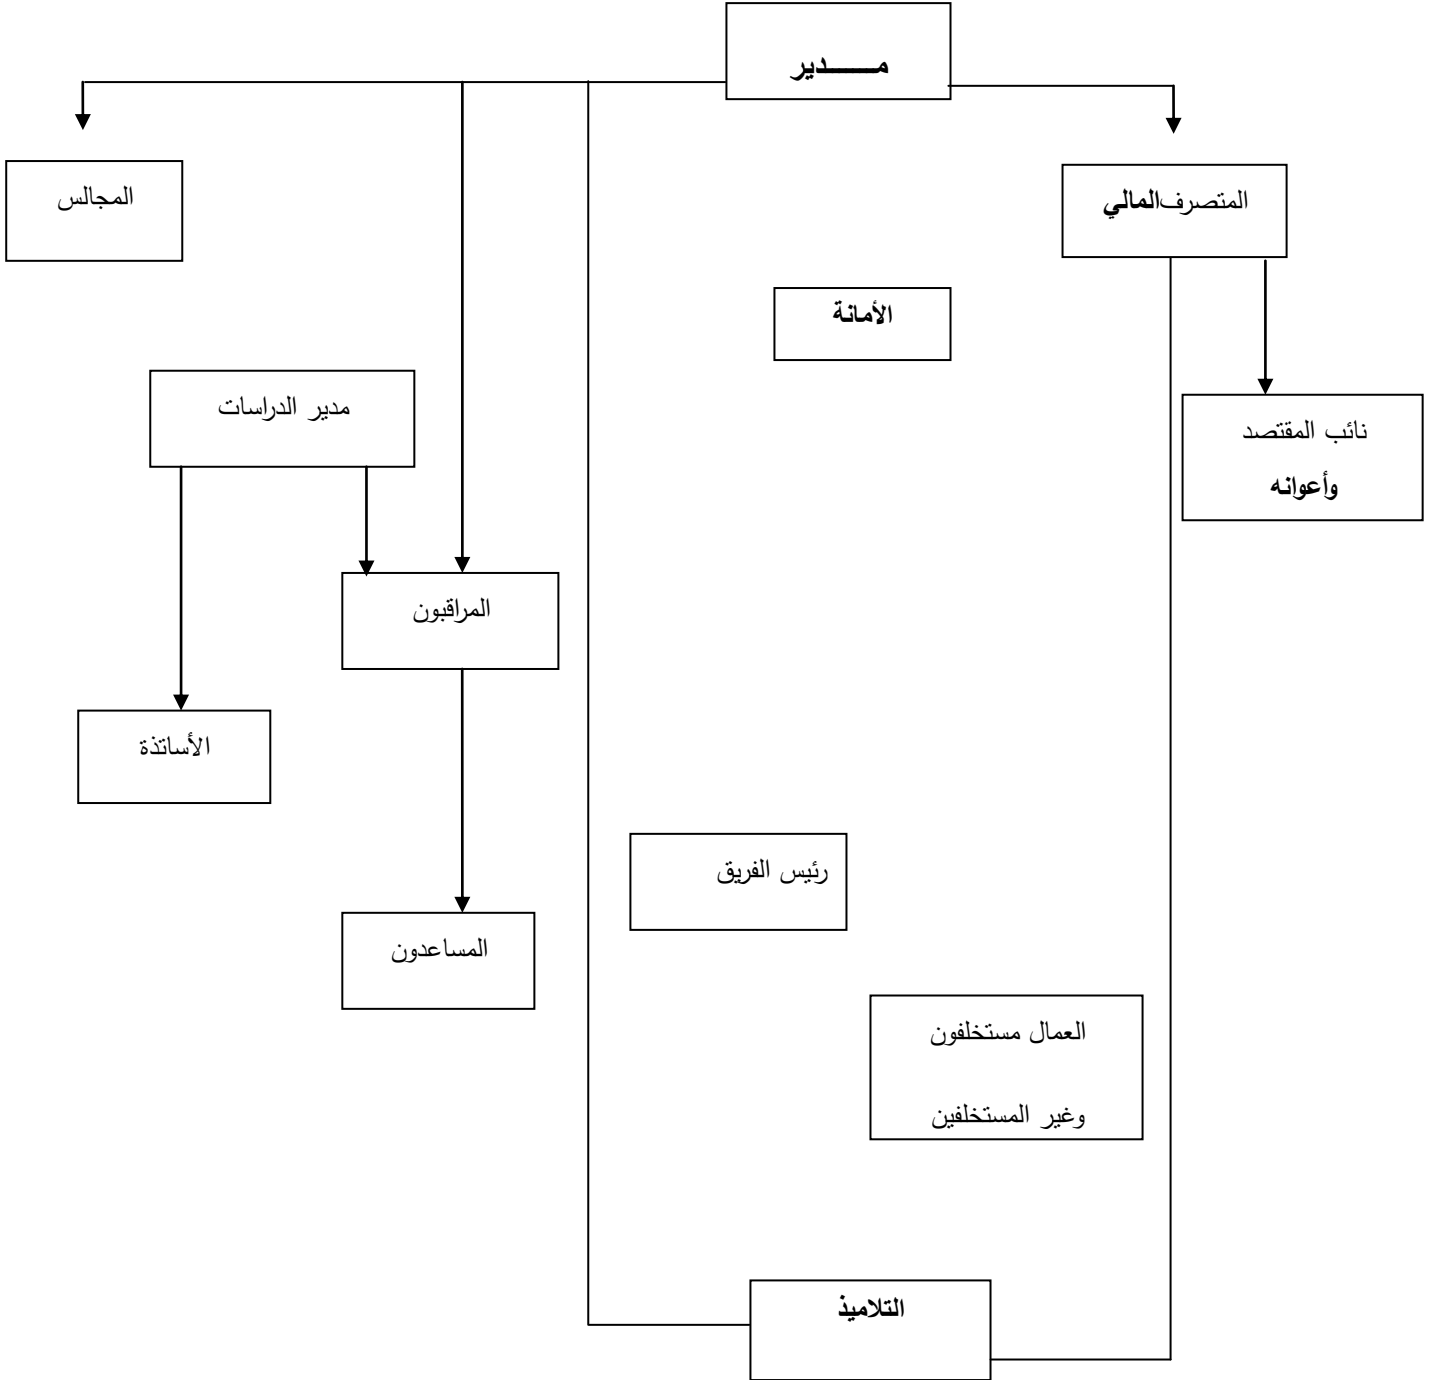 مــــــدير
المجالس
المتصرف المالي
الأمانة
مدير الدراسات
نائب المقتصد
وأعوانه
المراقبون
الأساتذة
رئيس الفريق
المساعدون
العمال مستخلفون
وغير المستخلفين
التلاميذ